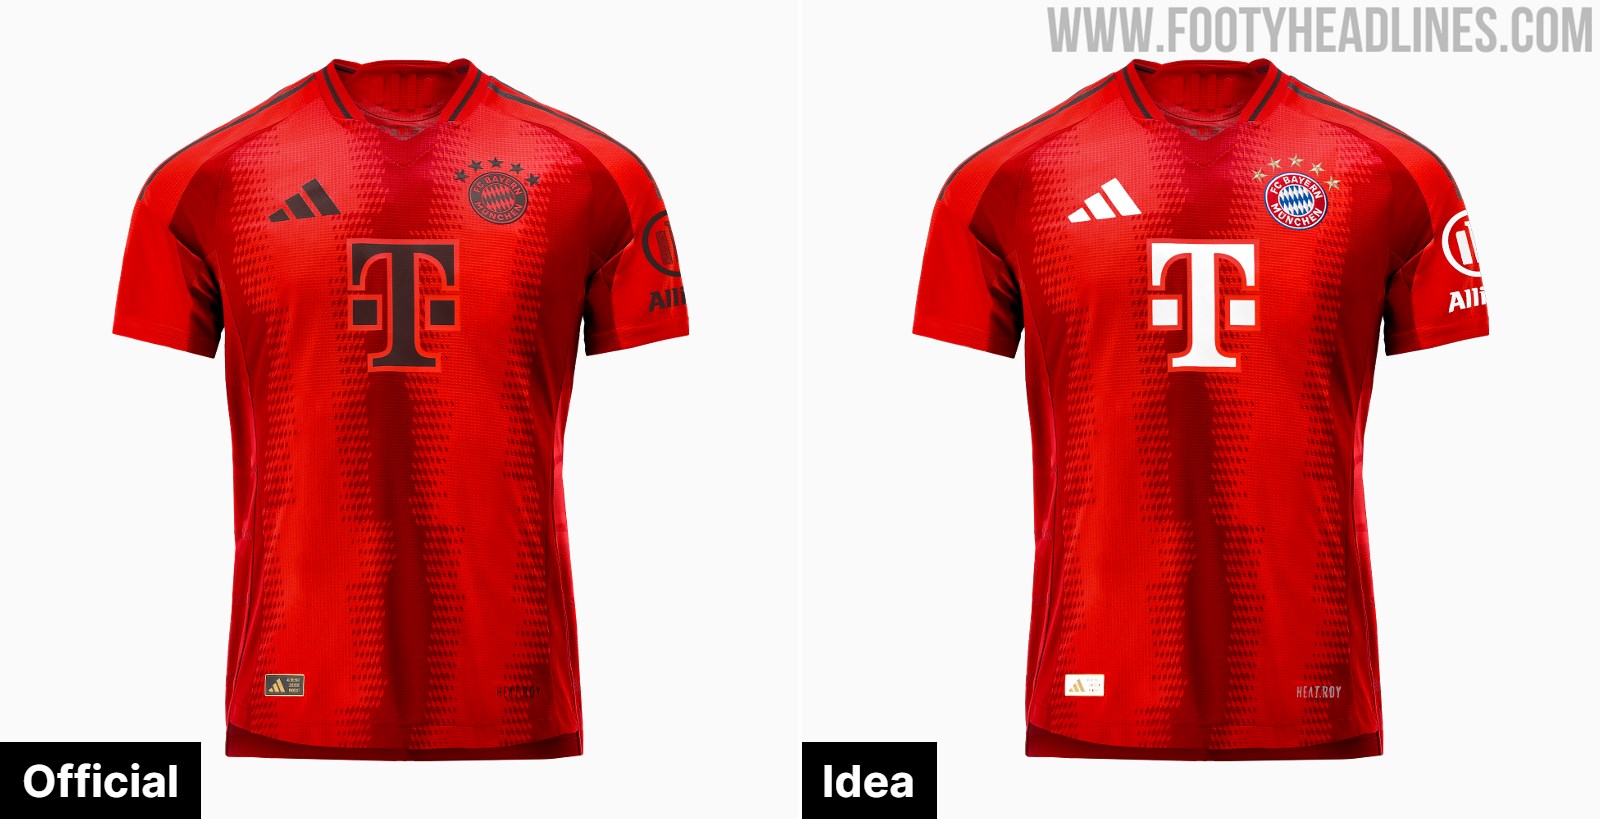 WWW.FOOTYHEADLINES.COM
FC BAYERN
MÜNCHEN
T
Alli
HEAT.RDY
Official
FC BAYERN
MÜNCHEN
T
Alli
HEAT.RDY
Idea